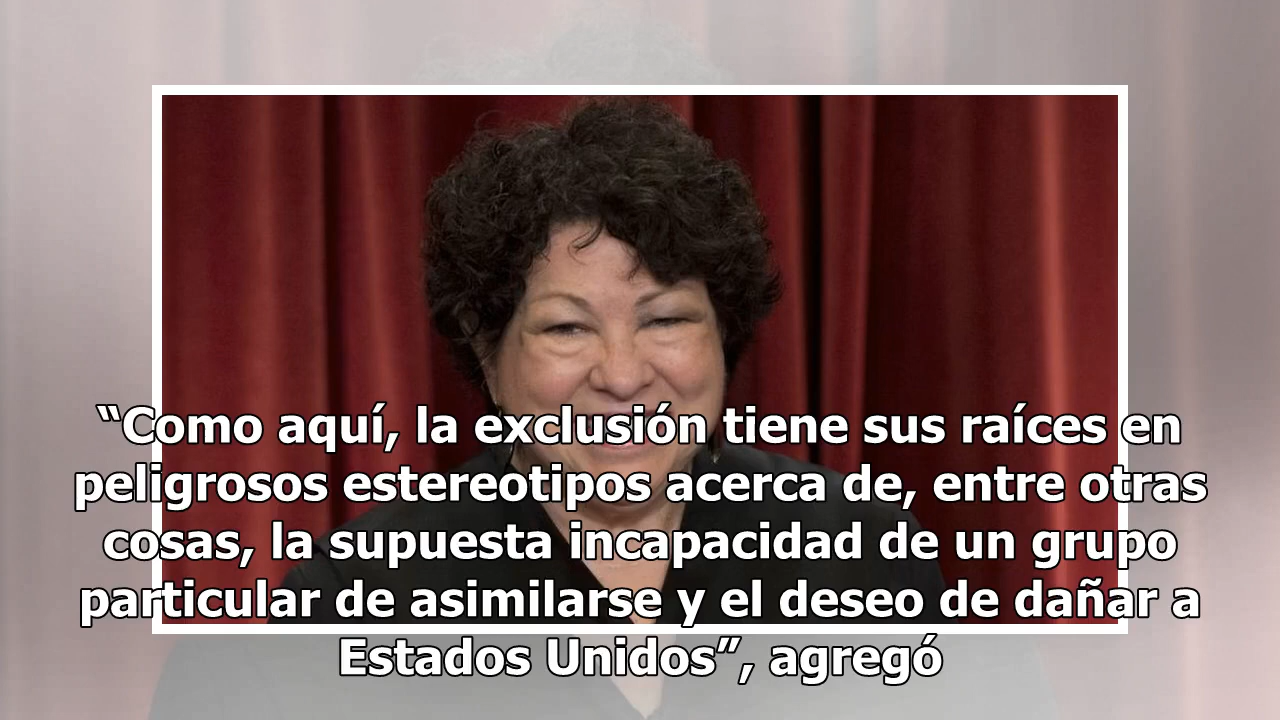 “Como aquí, la exclusión tiene sus raíces en
peligrosos estereotipos acerca de, entre otras
cosas, la supuesta incapacidad de un grupo
particular de asimilarse y el deseo de dañar a
Estados Unidos”, agregó